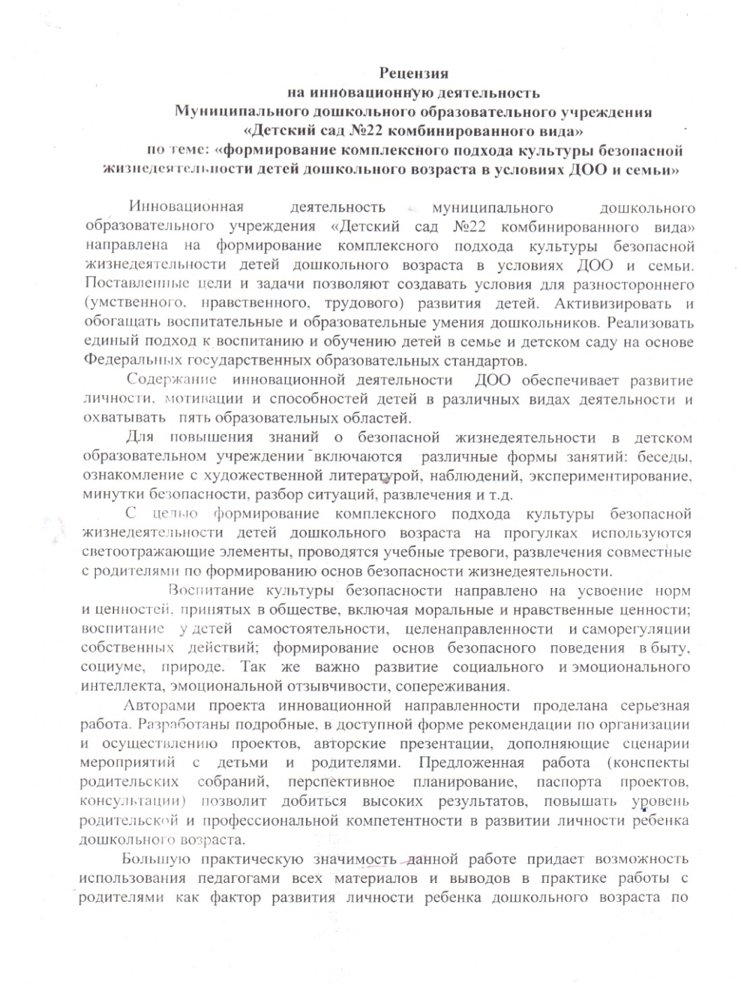 Рецензия
на инновационную деятельность
Муниципального дошкольного образовательного учреждения
«Детский сад №22 комбинированного вида»
по теме: «формирование комплексного подхода культуры безопасной
жизнедеятельности детей дошкольного возраста в условиях ДОО и семьи»
Инновационная деятельность муниципального дошкольного
образовательного учреждения «Детский сад №22 комбинированного вида»
направлена на формирование комплексного подхода культуры безопасной
жизнедеятельности детей дошкольного возраста в условиях ДОО и семьи.
Поставленные цели и задачи позволяют создавать условия для разностороннего
(умственного, нравственного, трудового) развития детей. Активизировать и
обогащать воспитательные и образовательные умения дошкольников. Реализовать
единый подход к воспитанию и обучению детей в семье и детском саду на основе
Федеральных государственных образовательных стандартов.
Содержание инновационной деятельности ДОО обеспечивает развитие
личности, мотивации и способностей детей в различных видах деятельности и
охватывать пять образовательных областей.
Для повышения знаний о безопасной жизнедеятельности в детском
образовательном учреждении включаются различные формы занятий: беседы,
ознакомление с художественной литературой, наблюдений, экспериментирование,
минутки безопасности, разбор ситуаций, развлечения и т.д.
С целью формирование комплексного подхода культуры безопасной
жизнедеятельности детей дошкольного возраста на прогулках используются
светоотражающие элементы, проводятся учебные тревоги, развлечения совместные
с родителями по формированию основ безопасности жизнедеятельности.
Воспитание культуры безопасности направлено на усвоение норм
и ценностей, принятых в обществе, включая моральные и нравственные ценности;
воспитание у детей самостоятельности, целенаправленности и саморегуляции
собственных действий; формирование основ безопасного поведения в быту,
социуме, природе. Так же важно развитие социального и эмоционального
интеллекта, эмоциональной отзывчивости, сопереживания.
Авторами проекта инновационной направленности проделана серьезная
работа. Разработаны подробные, в доступной форме рекомендации по организации
и осуществлению проектов, авторские презентации, дополняющие сценарии
мероприятий с детьми и родителями. Предложенная работа (конспекты
родительских собраний, перспективное планирование, паспорта проектов,
консультации) позволит добиться высоких результатов, повышать уровень
родительской и профессиональной компетентности в развитии личности ребенка
дошкольного возраста.
Большую практическую значимость данной работе придает возможность
использования педагогами всех материалов и выводов в практике работы с
родителями как фактор развития личности ребенка дошкольного возраста по